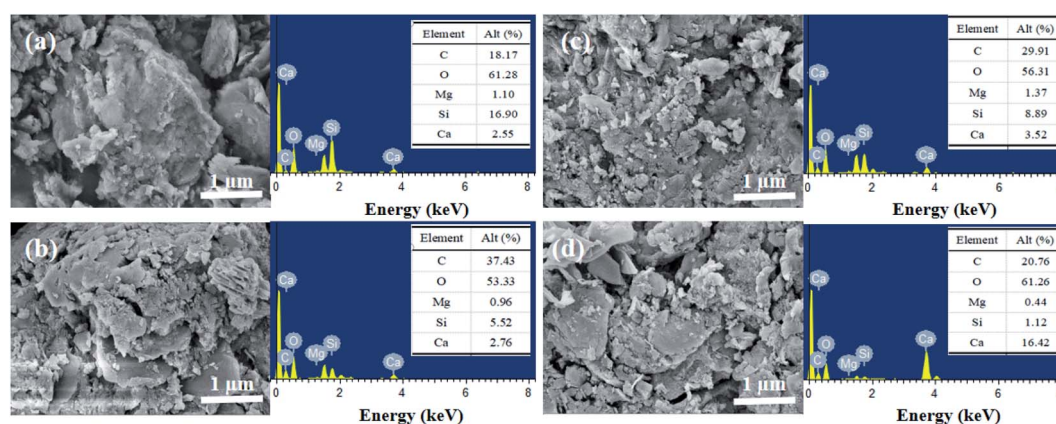 (a)
1 µm
Ca
C
O
Mg
Si
Ca
Element Alt (%)
C 18.17
O 61.28
Mg 1.10
Si 16.90
Ca 2.55
0 2 4 6 8
Energy (keV)
(c)
1 µm
Ca
C
O
Mg
Si
Ca
Element Alt (%)
C 29.91
O 56.31
Mg 1.37
Si 8.89
Ca 3.52
0 2 4 6
Energy (keV)
(b)
1 µm
Ca
C
O
Mg
Si
Ca
Element Alt (%)
C 37.43
O 53.33
Mg 0.96
Si 5.52
Ca 2.76
0 2 4 6 8
Energy (keV)
(d)
1 µm
Ca
C
O
Mg
Si
Ca
Element Alt (%)
C 20.76
O 61.26
Mg 0.44
Si 1.12
Ca 16.42
0 2 4 6
Energy (keV)